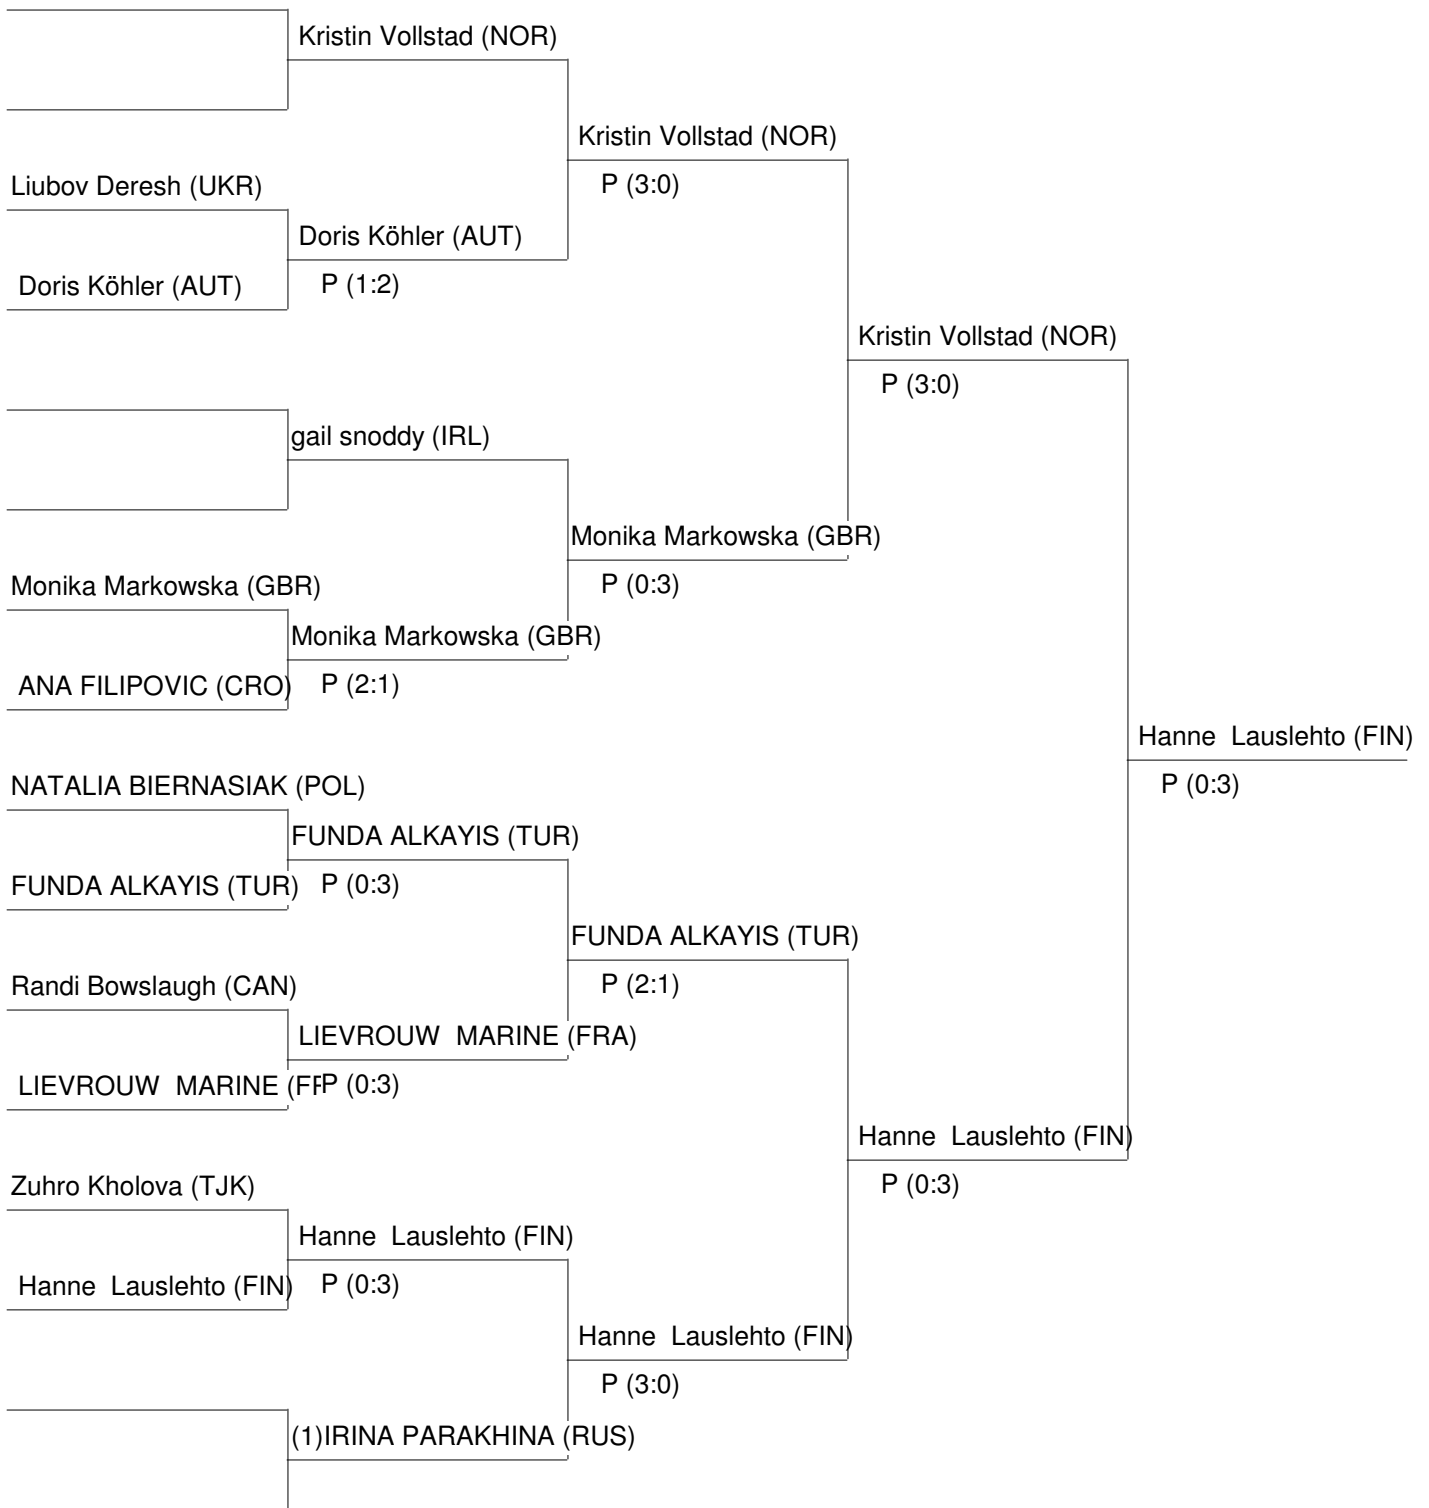 Kristin Vollstad (NOR)
Kristin Vollstad (NOR)
P (3:0)
Liubov Deresh (UKR)
Doris Köhler (AUT)
Doris Köhler (AUT)
P (1:2)
Kristin Vollstad (NOR)
P (3:0)
gail snoddy (IRL)
Monika Markowska (GBR)
P (0:3)
Monika Markowska (GBR)
Monika Markowska (GBR)
ANA FILIPOVIC (CRO)
P (2:1)
Hanne Lauslehto (FIN)
P (0:3)
NATALIA BIERNASIAK (POL)
FUNDA ALKAYIS (TUR)
FUNDA ALKAYIS (TUR)
P (0:3)
FUNDA ALKAYIS (TUR)
P (2:1)
Randi Bowslaugh (CAN)
LIEVROUW MARINE (FRA)
LIEVROUW MARINE (FR
P (0:3)
Hanne Lauslehto (FIN)
P (0:3)
Zuhro Kholova (TJK)
Hanne Lauslehto (FIN)
Hanne Lauslehto (FIN)
P (0:3)
Hanne Lauslehto (FIN)
P (3:0)
(1)IRINA PARAKHINA (RUS)